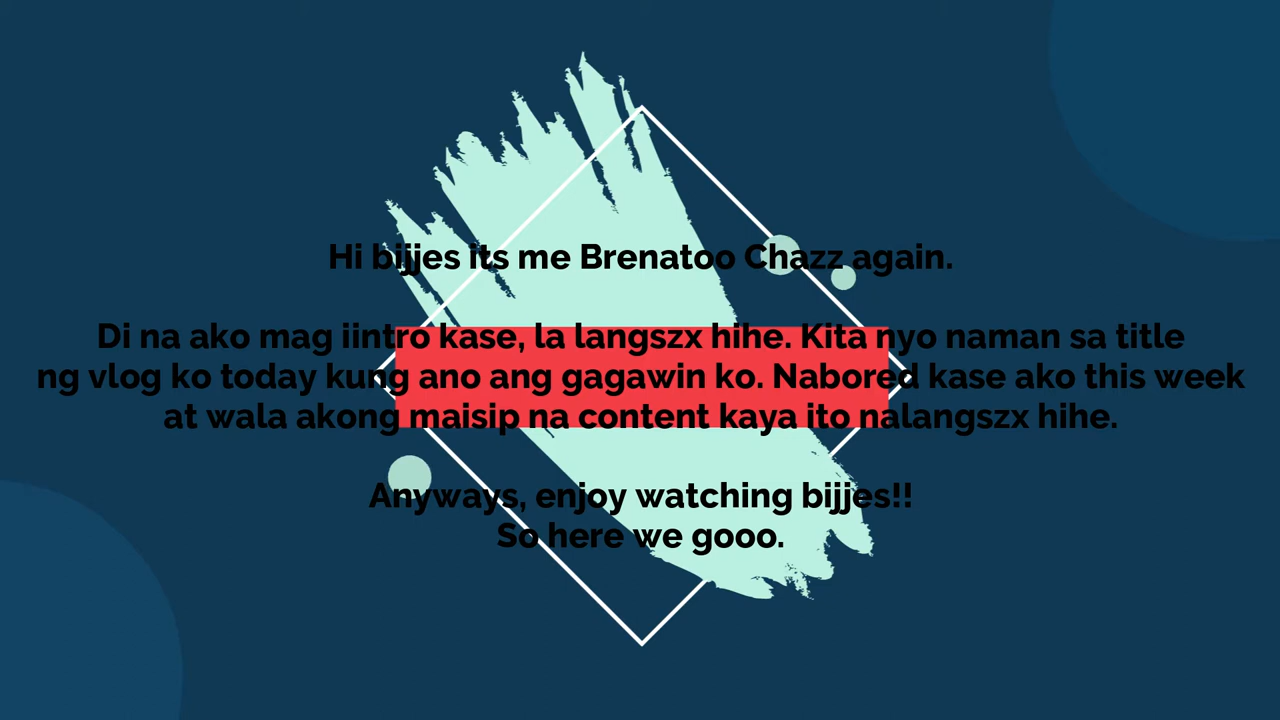 Hi bijjes its me Brenatoo Chazz again.
Di na ako mag iintro kase, la langszx hihe. Kita nyo naman sa title
ng vlog ko today kung ano ang gagawin ko. Nabored kase ako this week
at wala akong maisip na content kaya ito nalangszx hihe.
Anyways, enjoy watching bijjes!!
So here we gooo.